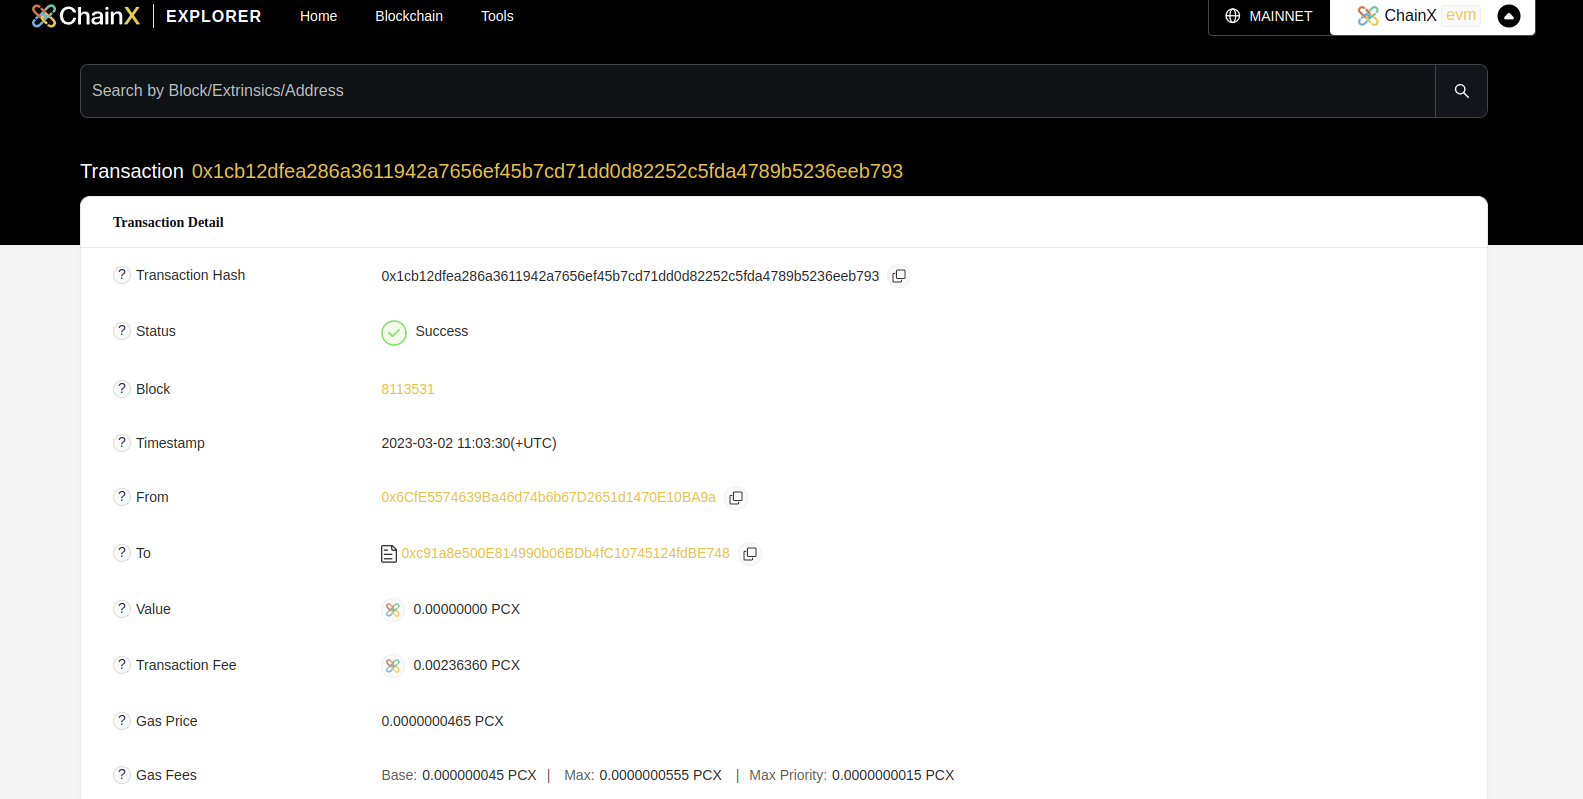 ChainX EXPLORER Home Blockchain Tools MAINNET ChainX evm
Search by Block/Extrinsics/Address
Transaction 0x1cb12dfea286a3611942a7656ef45b7cd71dd0d82252c5fda4789b5236eeb793
Transaction Detail
? Transaction Hash 0x1cb12dfea286a3611942a7656ef45b7cd71dd0d82252c5fda4789b5236eeb793
? Status Success
? Block 8113531
? Timestamp 2023-03-02 11:03:30(+UTC)
? From 0x6CfE5574639Ba46d74b6b67D2651d1470E10BA9a
? To 0xc91a8e500E814990b06BDb4fC10745124fdBE748
? Value 0.00000000 PCX
? Transaction Fee 0.00236360 PCX
? Gas Price 0.0000000465 PCX
? Gas Fees Base: 0.000000045 PCX | Max: 0.0000000555 PCX | Max Priority: 0.0000000015 PCX